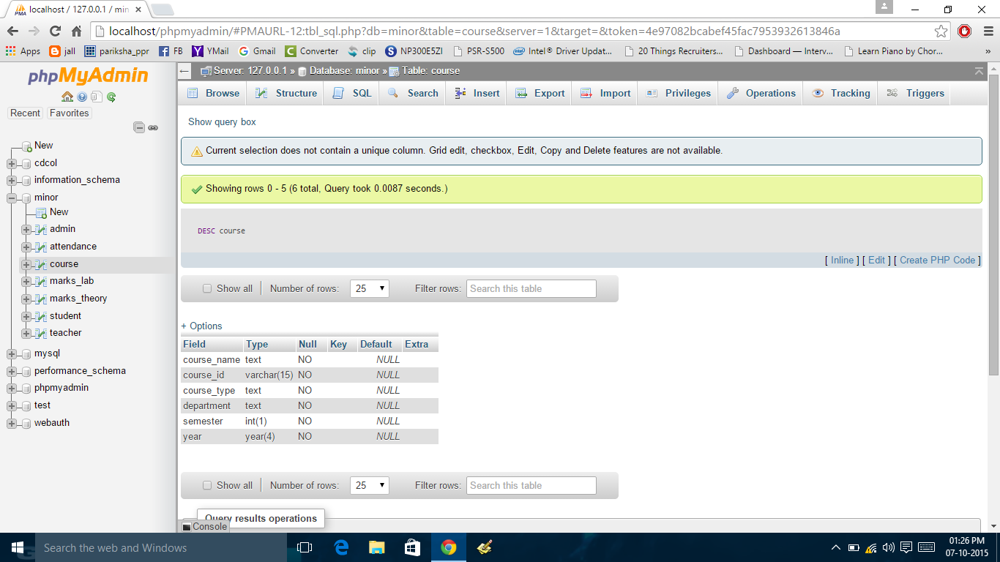 localhost / 127.0.0.1 / min
localhost/phpmyadmin/#PMAURL-12:tbl_sql.php?db=minor&table=course&server=1&target=&token=4e97082bcabef45fac7953932613846a
Apps jall pariksha_ppr FB YMail Gmail Converter clip NP300E5ZI PSR-S500 Intel® Driver Updat... 20 Things Recruiters... Dashboard — Interv... Learn Piano by Chor... »
phpMyAdmin
Recent Favorites
New
cdcol
information_schema
minor
New
admin
attendance
course
marks_lab
marks_theory
student
teacher
mysql
performance_schema
phpmyadmin
test
webauth
Server: 127.0.0.1 » Database: minor » Table: course
Browse Structure SQL Search Insert Export Import Privileges Operations Tracking Triggers
Show query box
Current selection does not contain a unique column. Grid edit, checkbox, Edit, Copy and Delete features are not available.
Showing rows 0 - 5 (6 total, Query took 0.0087 seconds.)
DESC course
[ Inline ] [ Edit ] [ Create PHP Code ]
Show all Number of rows: 25 Filter rows: Search this table
+ Options
Field Type Null Key Default Extra
course_name text NO NULL
course_id varchar(15) NO NULL
course_type text NO NULL
department text NO NULL
semester int(1) NO NULL
year year(4) NO NULL
Show all Number of rows: 25 Filter rows: Search this table
Query results operations
Console
Search the web and Windows
01:26 PM
07-10-2015